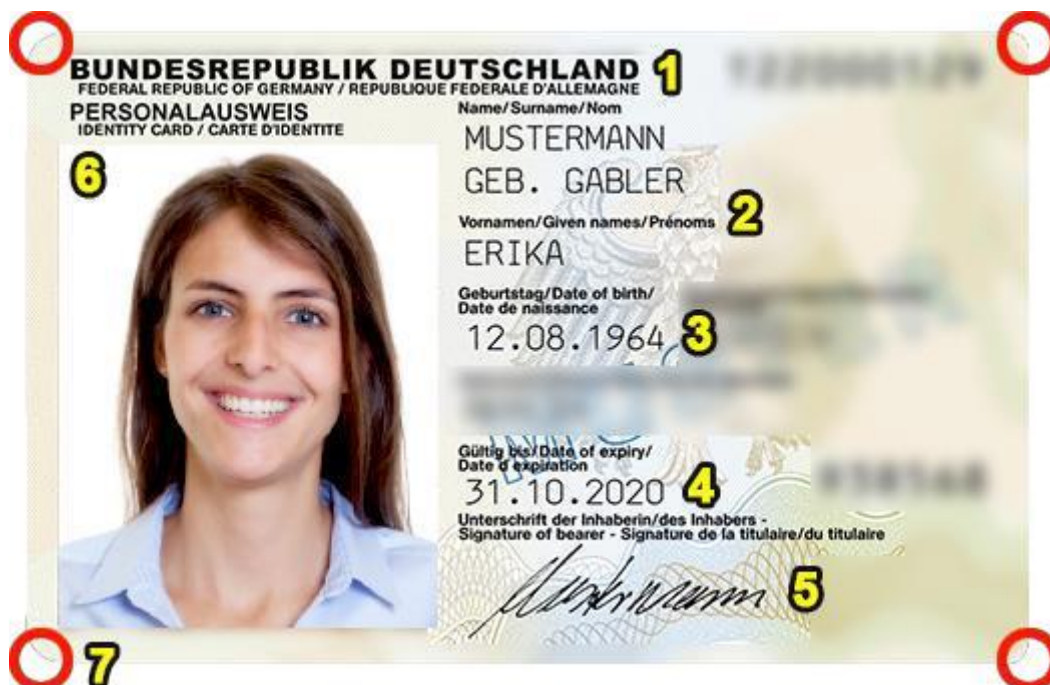 BUNDESREPUBLIK DEUTSCHLAND 1
FEDERAL REPUBLIC OF GERMANY / REPUBLIQUE FEDERALE D'ALLEMAGNE
PERSONALAUSWEIS
IDENTITY CARD / CARTE D'IDENTITE
6
Name/Surname/Nom
MUSTERMANN
GEB. GABLER
2
Vornamen/Given names/Prénoms
ERIKA
Geburtstag/Date of birth/
Date de naissance
12.08.1964 3
Gültig bis/Date of expiry/
Date d'expiration
31.10.2020 4
Unterschrift der Inhaberin/des Inhabers -
Signature of bearer - Signature de la titulaire/du titulaire
Mustermann 5
7